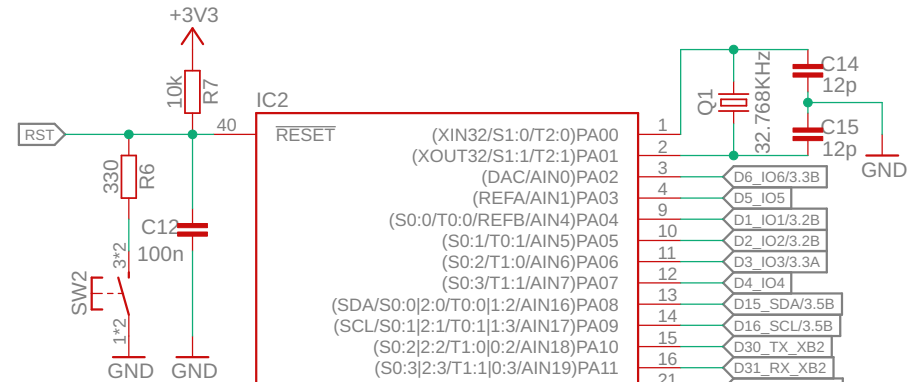 +3V3
10k
R7
IC2
RST
40
RESET
330
R6
C12
100n
3*2
SW2
1*2
GND
GND
(XIN32/S1:0/T2:0)PA00
1
(XOUT32/S1:1/T2:1)PA01
2
(DAC/AIN0)PA02
3
D6_IO6/3.3B
(REFA/AIN1)PA03
4
D5_IO5
(S0:0/T0:0/REFB/AIN4)PA04
9
D1_IO1/3.2B
(S0:1/T0:1/AIN5)PA05
10
D2_IO2/3.2B
(S0:2/T1:0/AIN6)PA06
11
D3_IO3/3.3A
(S0:3/T1:1/AIN7)PA07
12
D4_IO4
(SDA/S0:0|2:0/T0:0|1:2/AIN16)PA08
13
D15_SDA/3.5B
(SCL/S0:1|2:1/T0:1|1:3/AIN17)PA09
14
D16_SCL/3.5B
(S0:2|2:2/T1:0|0:2/AIN18)PA10
15
D30_TX_XB2
(S0:3|2:3/T1:1|0:3/AIN19)PA11
16
D31_RX_XB2
21
Q1
32.768KHz
C14
12p
C15
12p
GND